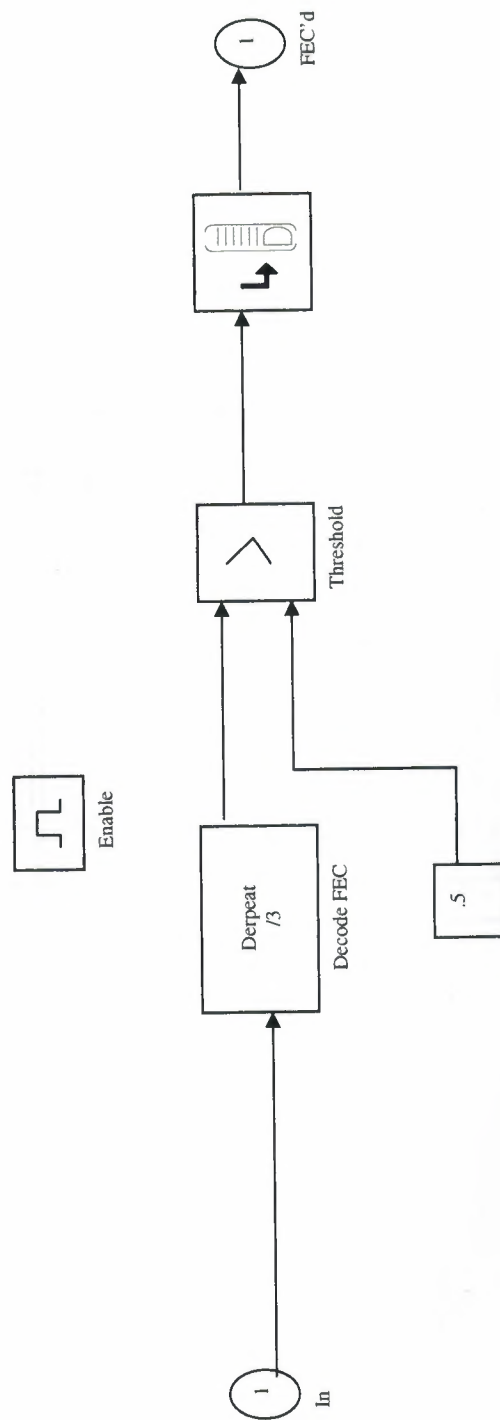 Enable
1
In
Derpeat
/3
Decode FEC
.5
>
Threshold
1
FEC'd